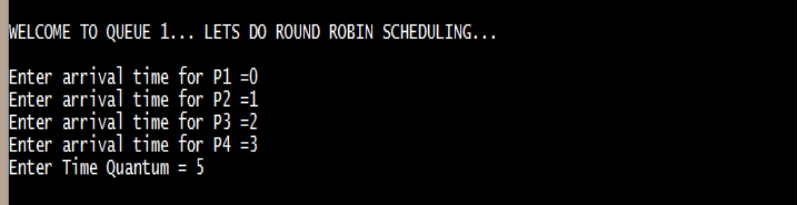 WELCOME TO QUEUE 1... LETS DO ROUND ROBIN SCHEDULING...
Enter arrival time for P1 =0
Enter arrival time for P2 =1
Enter arrival time for P3 =2
Enter arrival time for P4 =3
Enter Time Quantum = 5